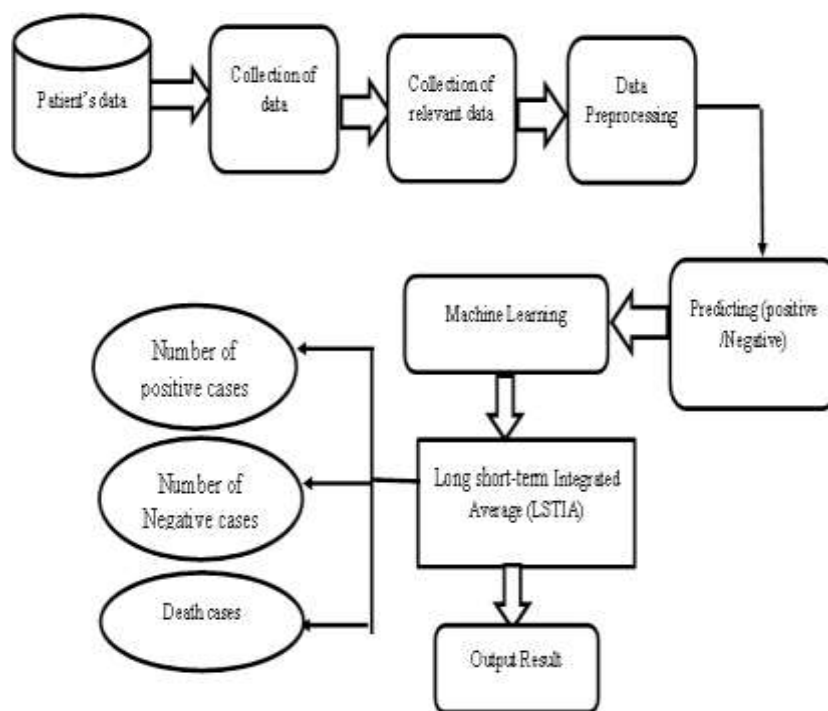 Patient's data
Collection of
data
Collection of
relevant data
Data
Preprocessing
Predicting (positive
/Negative)
Machine Learning
Long short-term Integrated
Average (LSTIA)
Number of
positive cases
Number of
Negative cases
Death cases
Output Result